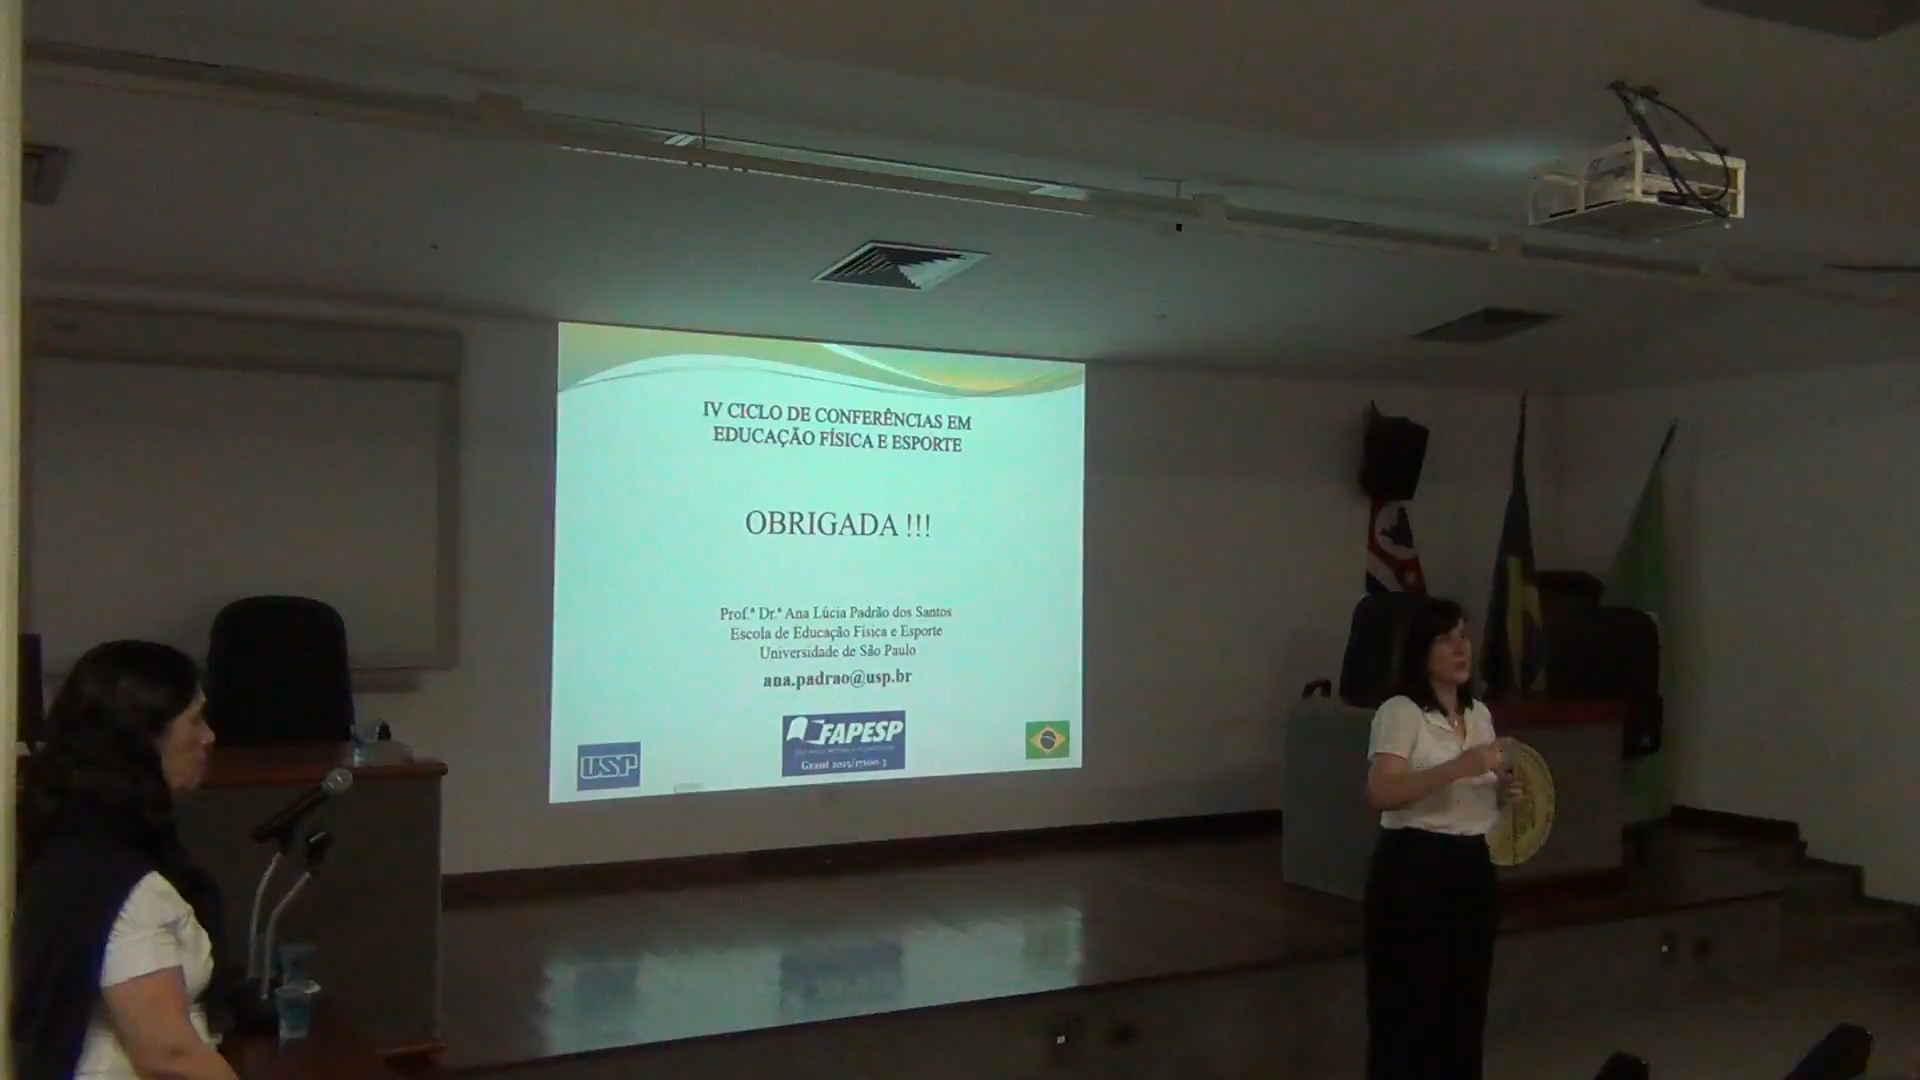 IV CICLO DE CONFERÊNCIAS EM
EDUCAÇÃO FÍSICA E ESPORTE
OBRIGADA !!!
Prof.ª Dr.ª Ana Lúcia Padrão dos Santos
Escola de Educação Física e Esporte
Universidade de São Paulo
ana.padrao@usp.br
FAPESP
Grant
USP